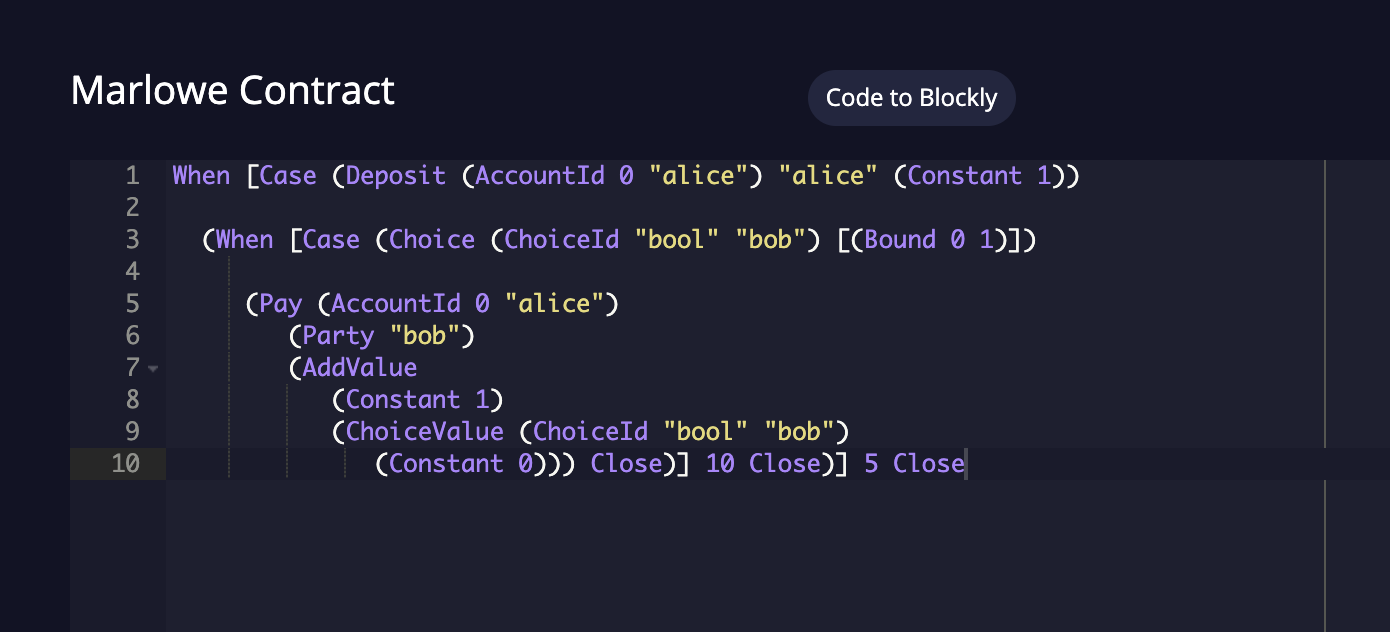 Marlowe Contract
Code to Blockly
1 When [Case (Deposit (AccountId 0 "alice") "alice" (Constant 1))
2
3 (When [Case (Choice (ChoiceId "bool" "bob") [(Bound 0 1)])
4
5 (Pay (AccountId 0 "alice")
6 (Party "bob")
7 (AddValue
8 (Constant 1)
9 (ChoiceValue (ChoiceId "bool" "bob")
10 (Constant 0))) Close)] 10 Close)] 5 Close